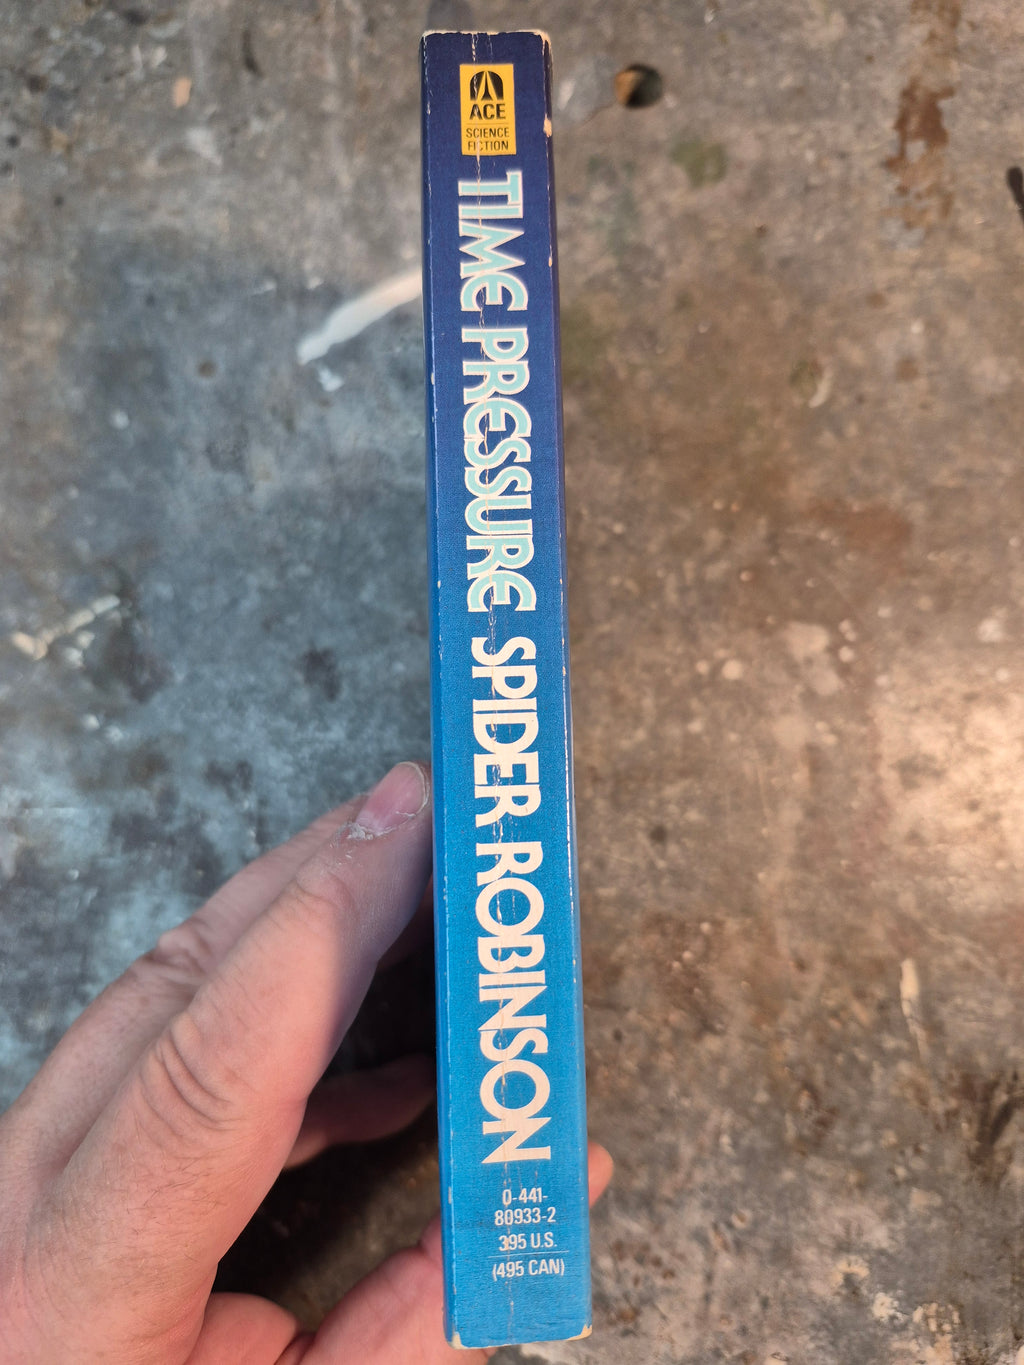 ACE
SCIENCE
FICTION
TIME PRESSURE SPIDER ROBINSON
0-441-
80933-2
395 U.S.
(495 CAN)